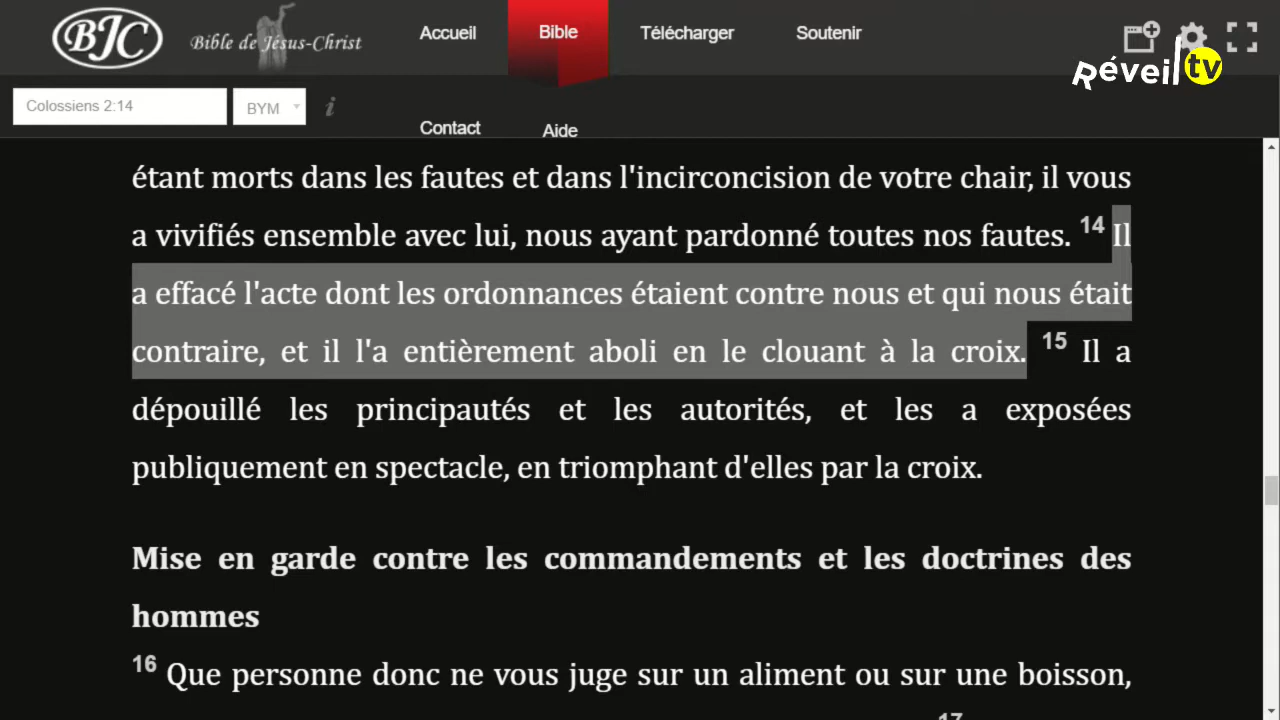 BJC
Bible de Jésus-Christ
Accueil
Bible
Télécharger
Soutenir
Réveil tv
Colossiens 2:14
BYM
i
Contact
Aide
étant morts dans les fautes et dans l'incirconcision de votre chair, il vous
a vivifiés ensemble avec lui, nous ayant pardonné toutes nos fautes. 14 Il
a effacé l'acte dont les ordonnances étaient contre nous et qui nous était
contraire, et il l'a entièrement aboli en le clouant à la croix. 15 Il a
dépouillé les principautés et les autorités, et les a exposées
publiquement en spectacle, en triomphant d'elles par la croix.
Mise en garde contre les commandements et les doctrines des
hommes
16 Que personne donc ne vous juge sur un aliment ou sur une boisson,
17